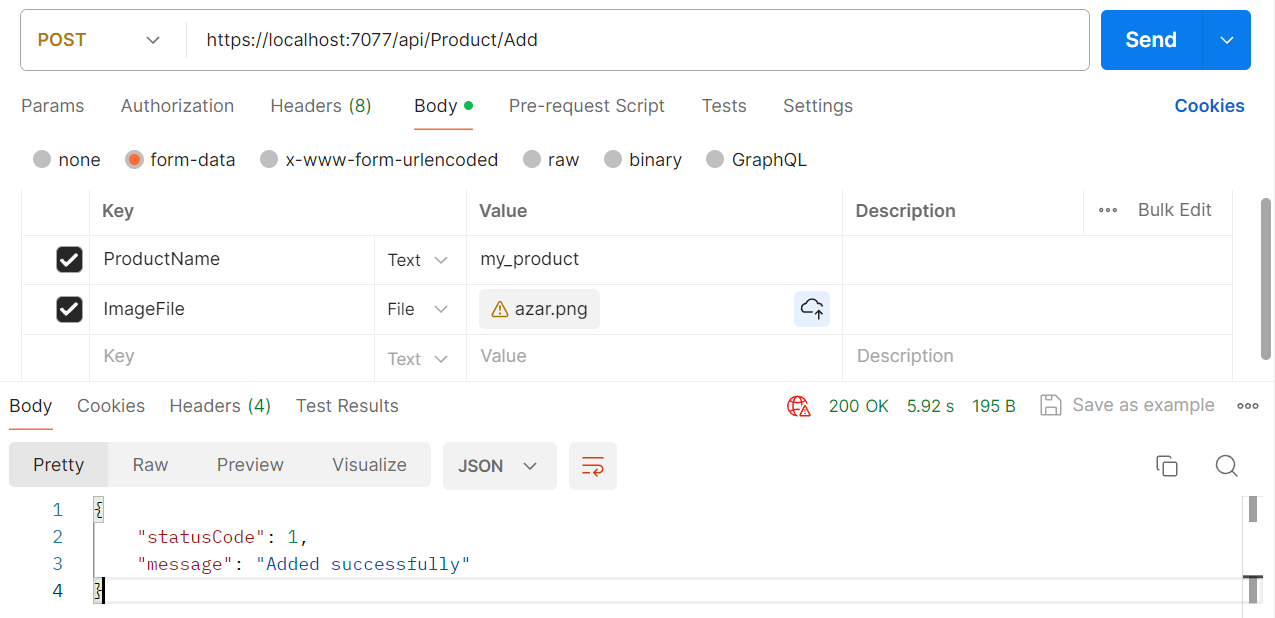 POST https://localhost:7077/api/Product/Add Send
Params Authorization Headers (8) Body Pre-request Script Tests Settings Cookies
none form-data x-www-form-urlencoded raw binary GraphQL
Key Value Description Bulk Edit
ProductName Text my_product
ImageFile File azar.png
Key Text Value Description
Body Cookies Headers (4) Test Results 200 OK 5.92 s 195 B Save as example
Pretty Raw Preview Visualize JSON
1 {
2 "statusCode": 1,
3 "message": "Added successfully"
4 }